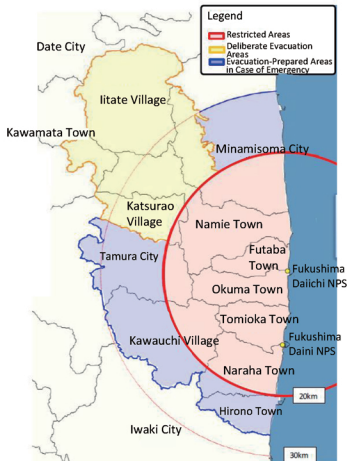 Legend
Restricted Areas
Deliberate Evacuation
Areas
Evacuation-Prepared Areas
in Case of Emergency
Date City
Iitate Village
Kawamata Town
Minamisoma City
Katsurao
Village
Namie Town
Tamura City
Futaba
Town
Fukushima
Daiichi NPS
Okuma Town
Tomioka Town
Kawauchi Village
Fukushima
Daini NPS
Naraha Town
20km
Hirono Town
Iwaki City
30km